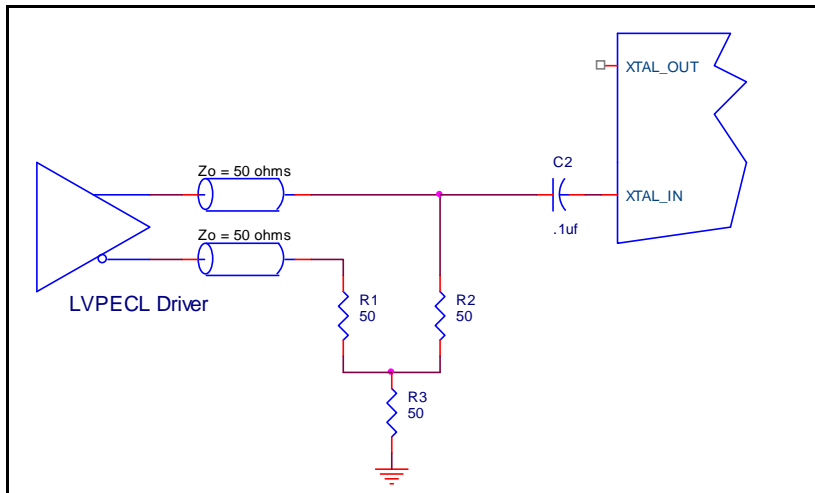 XTAL_OUT
Zo = 50 ohms
C2
XTAL_IN
.1uf
Zo = 50 ohms
LVPECL Driver
R1
50
R2
50
R3
50